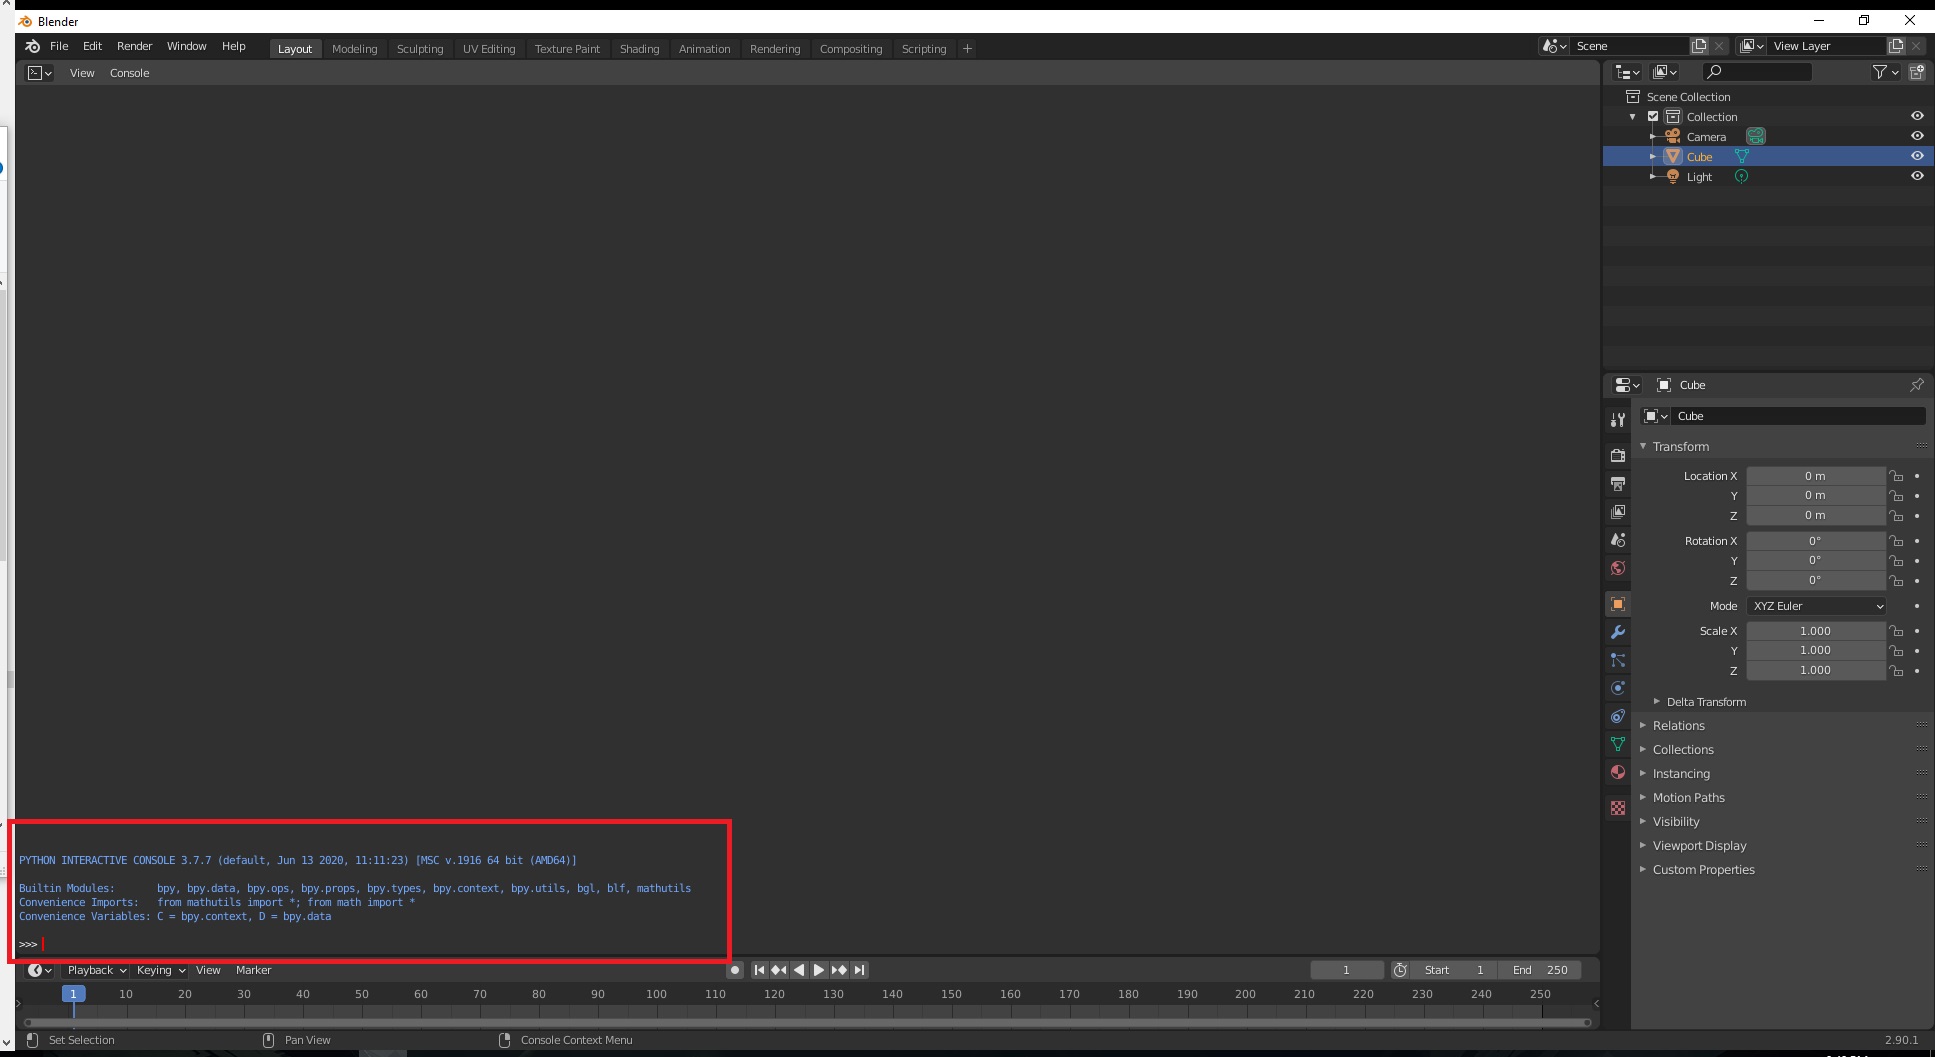 Blender
File Edit Render Window Help Layout Modeling Sculpting UV Editing Texture Paint Shading Animation Rendering Compositing Scripting + Scene View Layer
View Console
Scene Collection
Collection
Camera
Cube
Light
Cube
Cube
Transform
Location X 0 m
Y 0 m
Z 0 m
Rotation X 0°
Y 0°
Z 0°
Mode XYZ Euler
Scale X 1.000
Y 1.000
Z 1.000
Delta Transform
Relations
Collections
Instancing
Motion Paths
Visibility
Viewport Display
Custom Properties
PYTHON INTERACTIVE CONSOLE 3.7.7 (default, Jun 13 2020, 11:11:23) [MSC v.1916 64 bit (AMD64)]
Builtin Modules: bpy, bpy.data, bpy.ops, bpy.props, bpy.types, bpy.context, bpy.utils, bgl, blf, mathutils
Convenience Imports: from mathutils import *; from math import *
Convenience Variables: C = bpy.context, D = bpy.data
>>>
Playback Keying View Marker 1 Start 1 End 250
1 10 20 30 40 50 60 70 80 90 100 110 120 130 140 150 160 170 180 190 200 210 220 230 240 250
Set Selection Pan View Console Context Menu 2.90.1